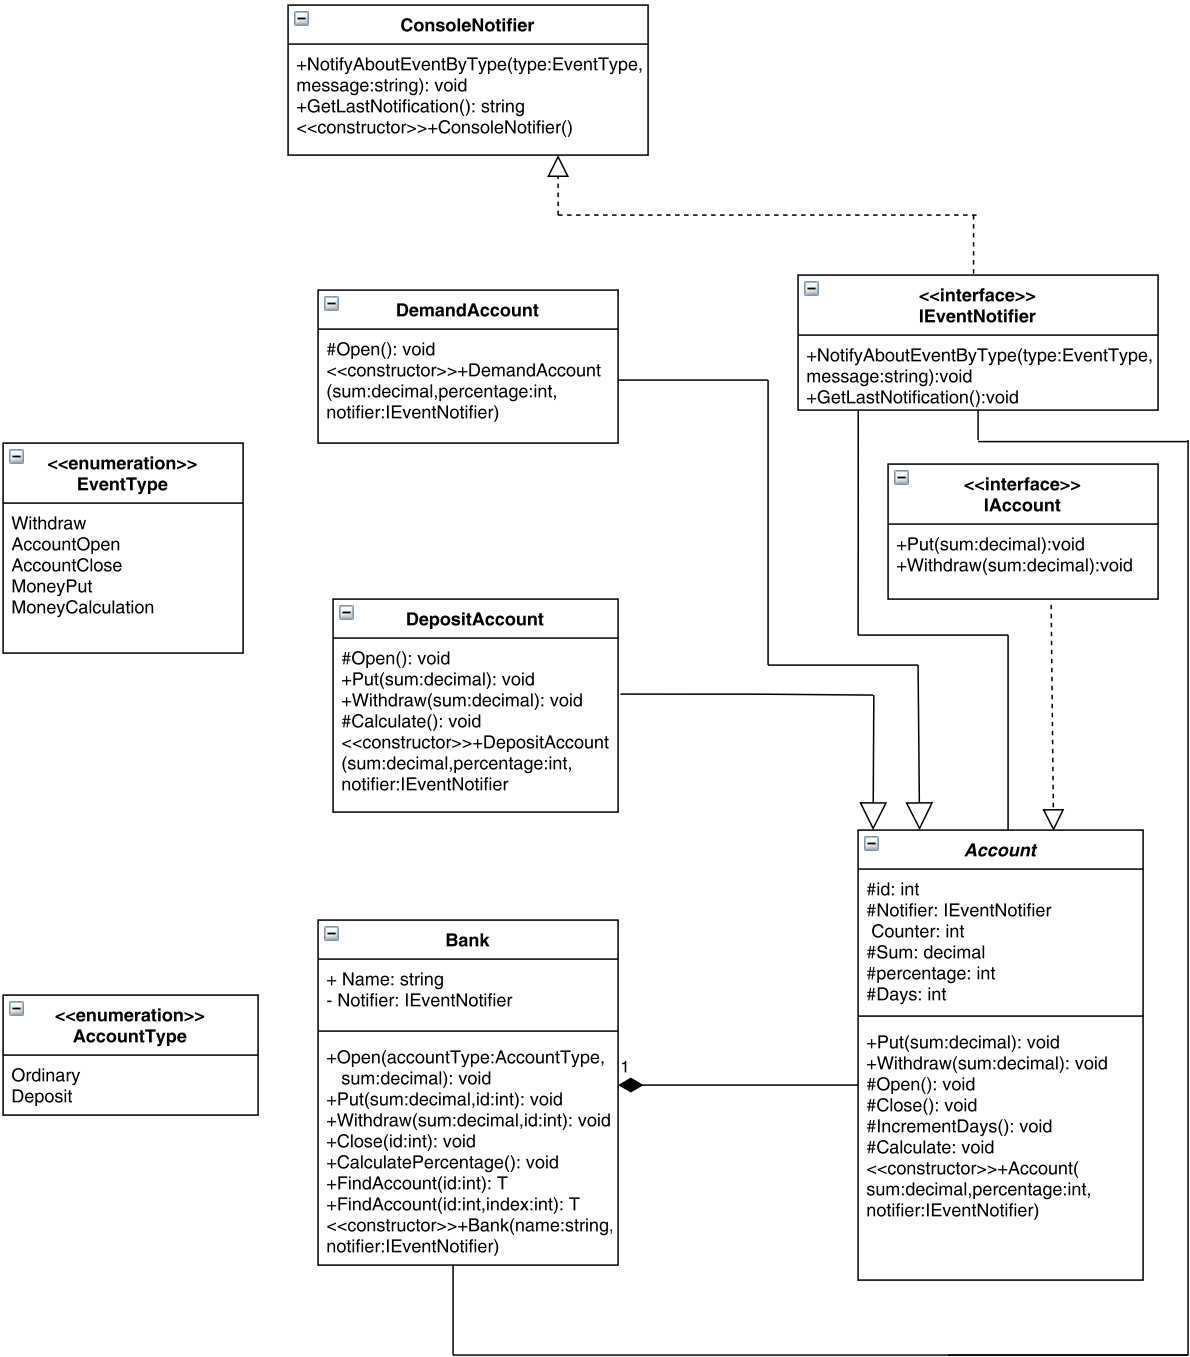 ConsoleNotifier
+NotifyAboutEventByType(type:EventType,
message:string): void
+GetLastNotification(): string
<<constructor>>+ConsoleNotifier()
<<interface>>
IEventNotifier
+NotifyAboutEventByType(type:EventType,
message:string):void
+GetLastNotification():void
DemandAccount
#Open(): void
<<constructor>>+DemandAccount
(sum:decimal,percentage:int,
notifier:IEventNotifier)
<<enumeration>>
EventType
Withdraw
AccountOpen
AccountClose
MoneyPut
MoneyCalculation
<<interface>>
IAccount
+Put(sum:decimal):void
+Withdraw(sum:decimal):void
DepositAccount
#Open(): void
+Put(sum:decimal): void
+Withdraw(sum:decimal): void
#Calculate(): void
<<constructor>>+DepositAccount
(sum:decimal,percentage:int,
notifier:IEventNotifier
Account
#id: int
#Notifier: IEventNotifier
Counter: int
#Sum: decimal
#percentage: int
#Days: int
+Put(sum:decimal): void
+Withdraw(sum:decimal): void
#Open(): void
#Close(): void
#IncrementDays(): void
#Calculate: void
<<constructor>>+Account(
sum:decimal,percentage:int,
notifier:IEventNotifier)
Bank
+ Name: string
- Notifier: IEventNotifier
+Open(accountType:AccountType,
sum:decimal): void
+Put(sum:decimal,id:int): void
+Withdraw(sum:decimal,id:int): void
+Close(id:int): void
+CalculatePercentage(): void
+FindAccount(id:int): T
+FindAccount(id:int,index:int): T
<<constructor>>+Bank(name:string,
notifier:IEventNotifier)
1
<<enumeration>>
AccountType
Ordinary
Deposit